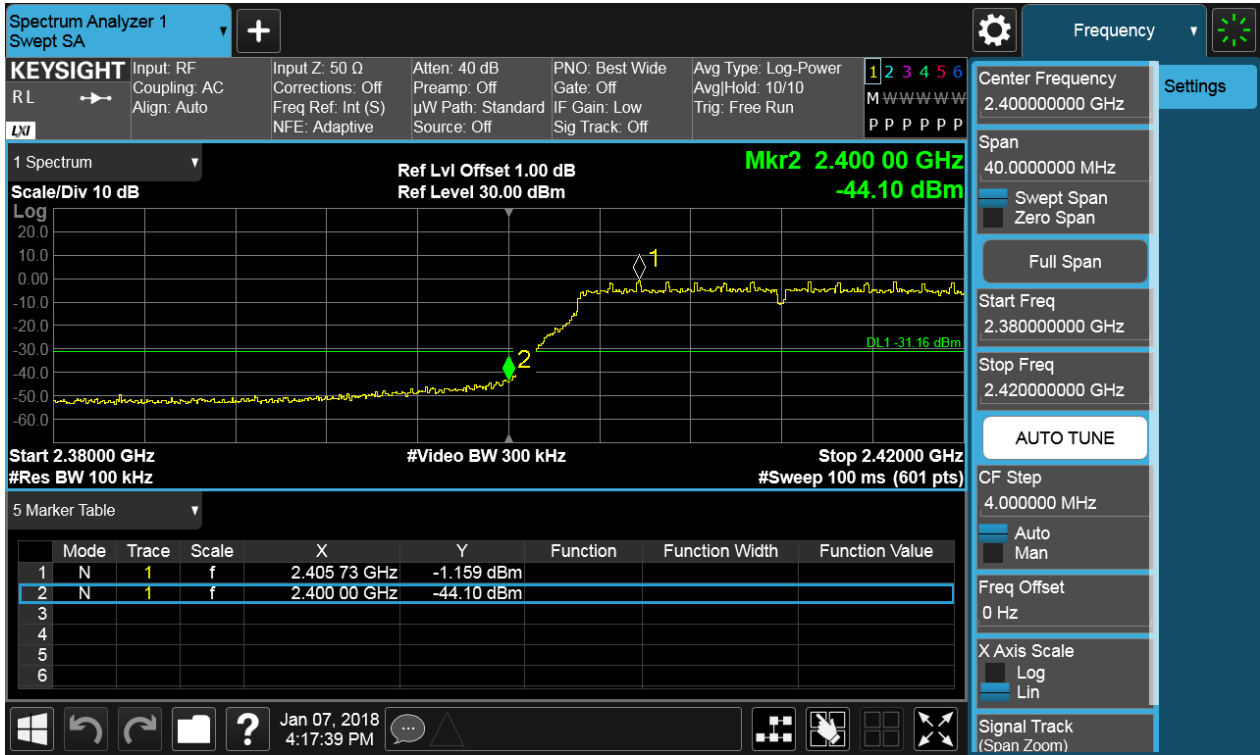 Spectrum Analyzer 1
Swept SA
Frequency
KEYSIGHT
RL
LXI
Input: RF
Coupling: AC
Align: Auto
Input Z: 50 Ω
Corrections: Off
Freq Ref: Int (S)
NFE: Adaptive
Atten: 40 dB
Preamp: Off
µW Path: Standard
Source: Off
PNO: Best Wide
Gate: Off
IF Gain: Low
Sig Track: Off
Avg Type: Log-Power
Avg|Hold: 10/10
Trig: Free Run
1 2 3 4 5 6
M W W W W W
P P P P P P
1 Spectrum
Scale/Div 10 dB
Ref Lvl Offset 1.00 dB
Ref Level 30.00 dBm
Mkr2 2.400 00 GHz
-44.10 dBm
Log
20.0
10.0
0.00
-10.0
-20.0
-30.0
-40.0
-50.0
-60.0
1
2
DL1 -31.16 dBm
Start 2.38000 GHz
#Video BW 300 kHz
Stop 2.42000 GHz
#Res BW 100 kHz
#Sweep 100 ms (601 pts)
5 Marker Table
Mode Trace Scale X Y Function Function Width Function Value
1 N 1 f 2.405 73 GHz -1.159 dBm
2 N 1 f 2.400 00 GHz -44.10 dBm
3
4
5
6
?
Jan 07, 2018
4:17:39 PM
Center Frequency
2.400000000 GHz
Settings
Span
40.0000000 MHz
Swept Span
Zero Span
Full Span
Start Freq
2.380000000 GHz
Stop Freq
2.420000000 GHz
AUTO TUNE
CF Step
4.000000 MHz
Auto
Man
Freq Offset
0 Hz
X Axis Scale
Log
Lin
Signal Track
(Span Zoom)